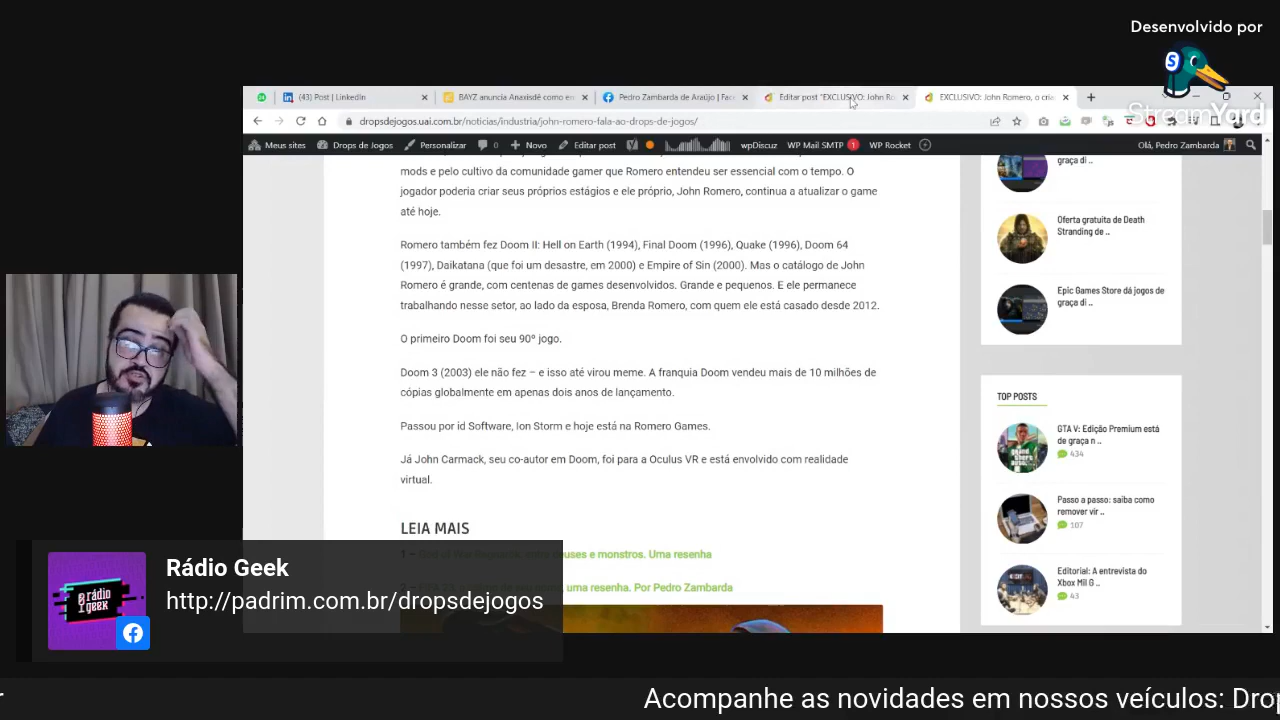 Desenvolvido por
S
StreamYard
(43) Post | LinkedIn
BAYZ anuncia Anaxisdê como en
Pedro Zambarda de Araújo | Fac
Editar post "EXCLUSIVO: John Ro
EXCLUSIVO: John Romero, o cria
dropsdejogos.uai.com.br/noticias/industria/john-romero-fala-ao-drops-de-jogos/
Meus sites
Drops de Jogos
Personalizar
0
Novo
Editar post
wpDiscuz
WP Mail SMTP
1
WP Rocket
Olá, Pedro Zambarda
mods e pelo cultivo da comunidade gamer que Romero entendeu ser essencial com o tempo. O
jogador poderia criar seus próprios estágios e ele próprio, John Romero, continua a atualizar o game
até hoje.
Romero também fez Doom II: Hell on Earth (1994), Final Doom (1996), Quake (1996), Doom 64
(1997), Daikatana (que foi um desastre, em 2000) e Empire of Sin (2000). Mas o catálogo de John
Romero é grande, com centenas de games desenvolvidos. Grande e pequenos. E ele permanece
trabalhando nesse setor, ao lado da esposa, Brenda Romero, com quem ele está casado desde 2012.
O primeiro Doom foi seu 90º jogo.
Doom 3 (2003) ele não fez – e isso até virou meme. A franquia Doom vendeu mais de 10 milhões de
cópias globalmente em apenas dois anos de lançamento.
Passou por id Software, Ion Storm e hoje está na Romero Games.
Já John Carmack, seu co-autor em Doom, foi para a Oculus VR e está envolvido com realidade
virtual.
LEIA MAIS
1 –
euses e monstros. Uma resenha
, uma resenha. Por Pedro Zambarda
graça di ..
Oferta gratuita de Death
Stranding de ..
Epic Games Store dá jogos de
graça di ..
TOP POSTS
GTA V: Edição Premium está
de graça n ..
434
Passo a passo: saiba como
remover vir ..
107
Editorial: A entrevista do
Xbox Mil G ..
43
rádio
geek
Rádio Geek
http://padrim.com.br/dropsdejogos
r
Acompanhe as novidades em nossos veículos: Drop